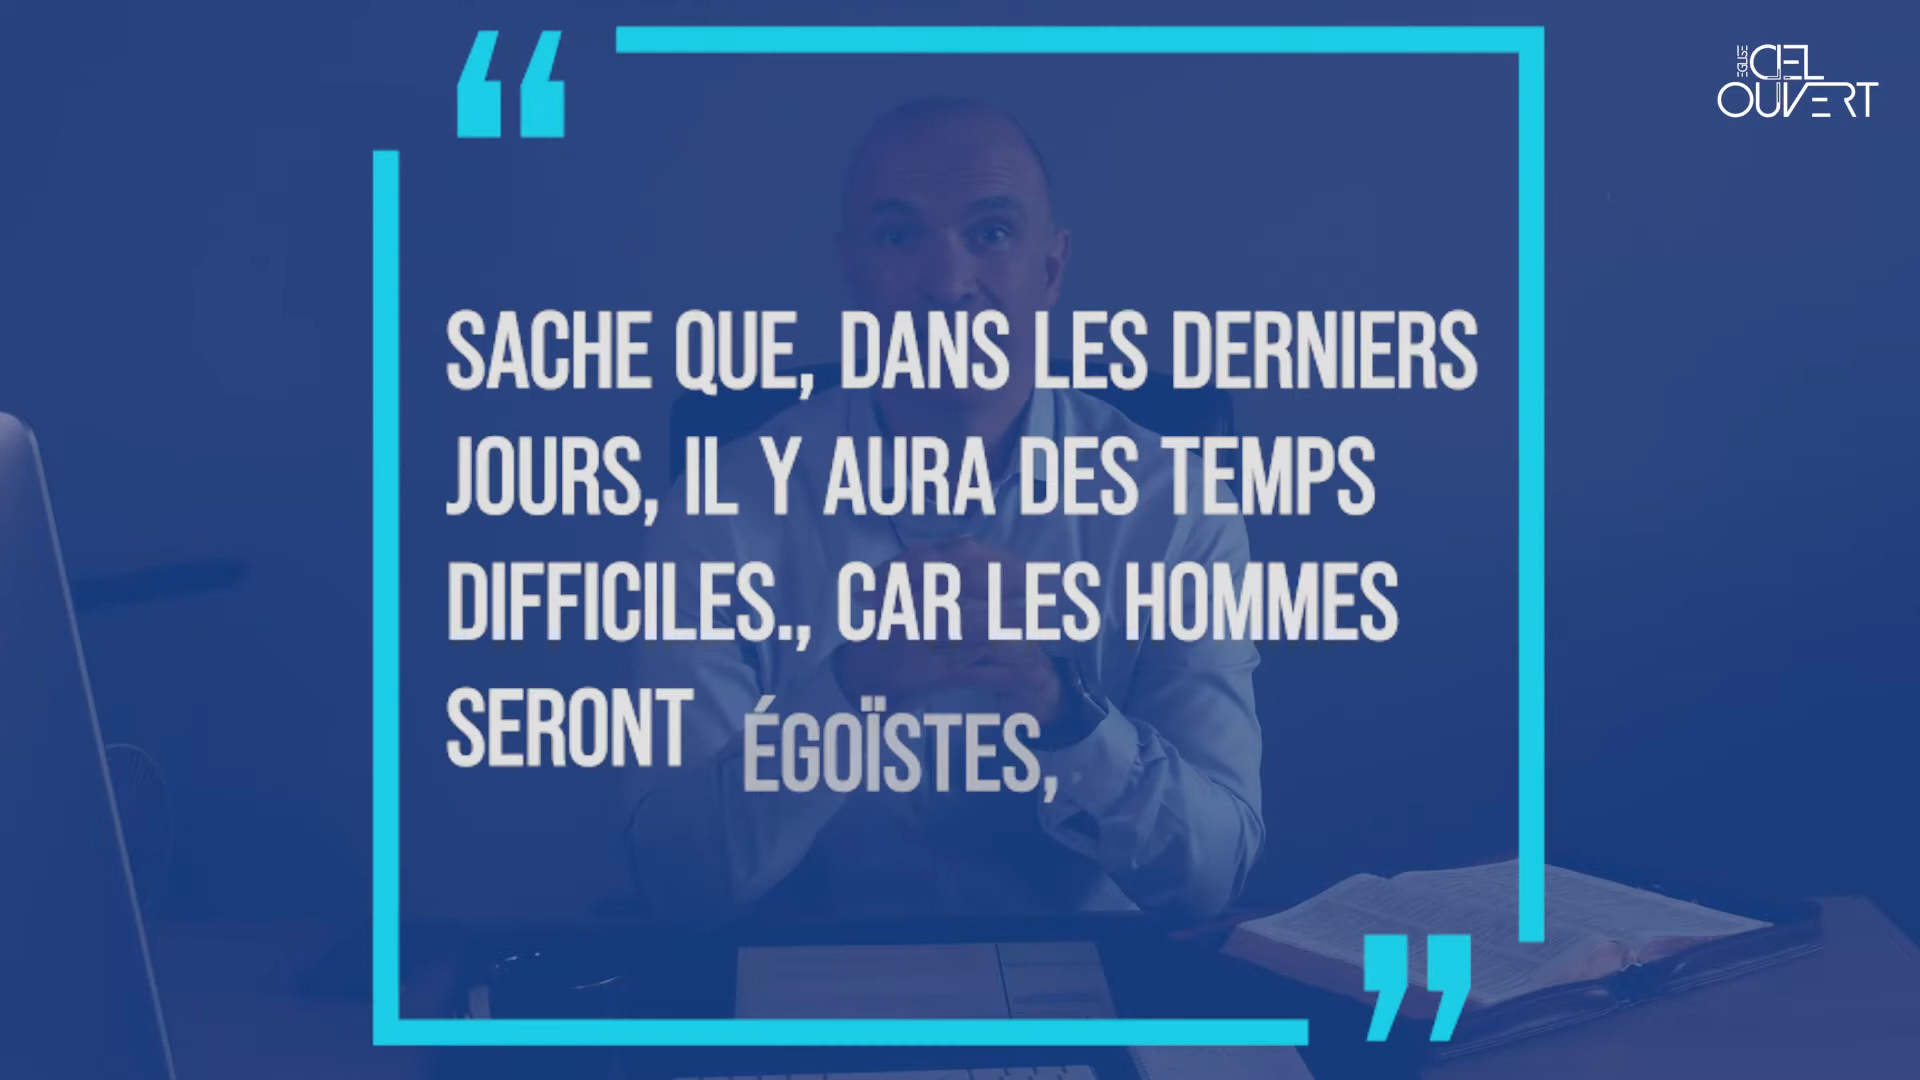 ÉGLISE
CIEL
OUVERT
“
SACHE QUE, DANS LES DERNIERS
JOURS, IL Y AURA DES TEMPS
DIFFICILES., CAR LES HOMMES
SERONT ÉGOÏSTES,
”